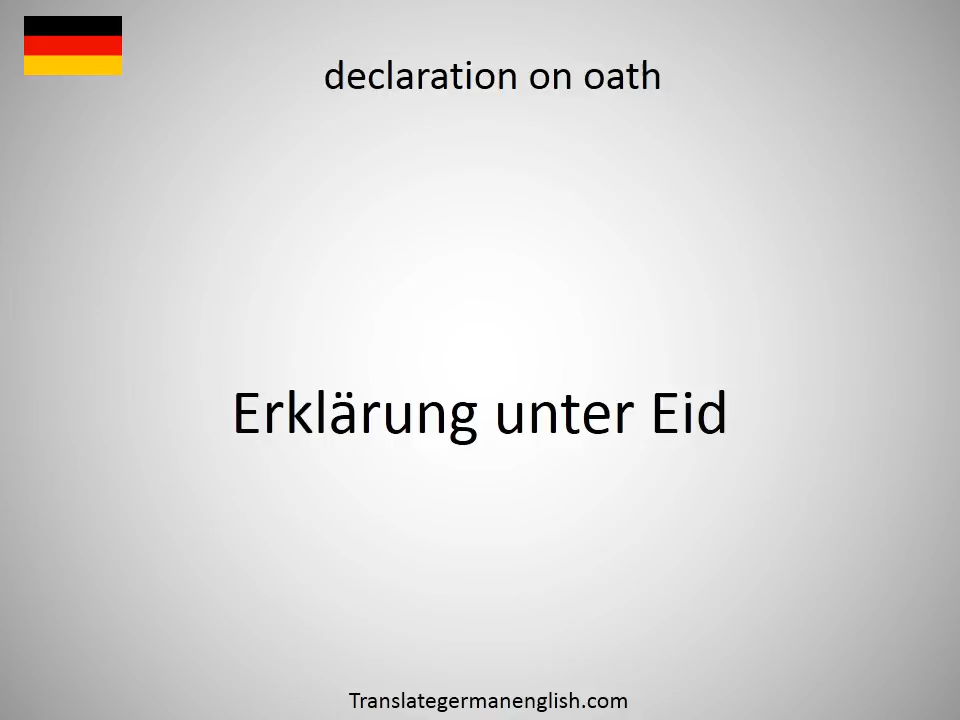 declaration on oath
Erklärung unter Eid
Translategermanenglish.com